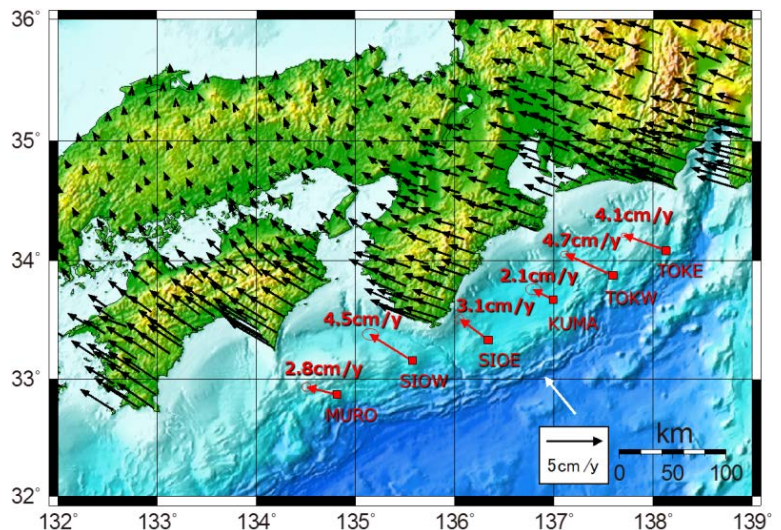 36°
35°
34°
33°
32°
4.1cm/y
TOKE
4.7cm/y
TOKW
2.1cm/y
KUMA
3.1cm/y
SIOE
4.5cm/y
SIOW
2.8cm/y
MURO
5cm/y
km
0 50 100
132° 133° 134° 135° 136° 137° 138° 139°